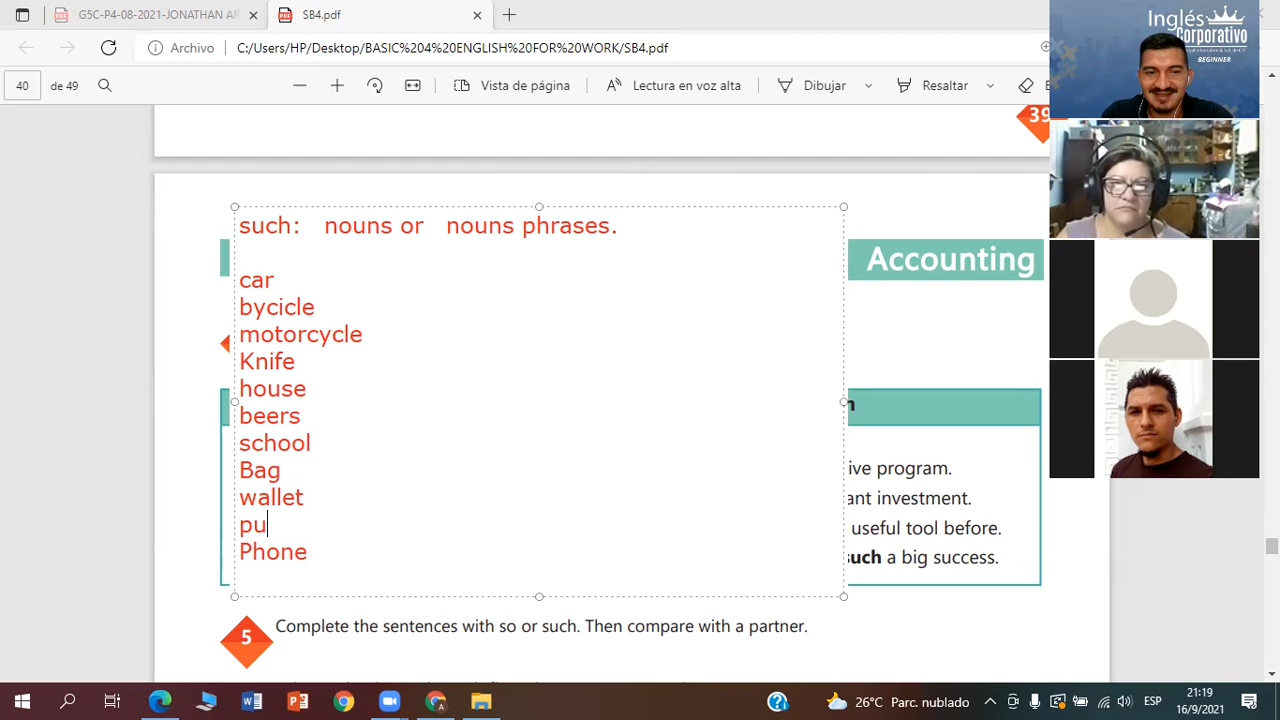 G5C-P4-08-2021-JONATHAN AR
SB4.pdf
Archivo
C:/Users/HP/Desktop/BASIC%204%20ENGLISH%20FOR%20WORK/SB4.pdf
40 de 49
Vista de página
Lectura en voz alta
Dibujar
Resaltar
Inglés
Corporativo
BEGINNER
39
such: nouns or nouns phrases.
Accounting
car
bycicle
motorcycle
Knife
house
beers
school
Bag
wallet
pu
Phone
n
ive program.
ant investment.
useful tool before.
such a big success.
5 Complete the sentences with so or such. Then compare with a partner.
26°C Parc. nublado
ESP
21:19
16/9/2021